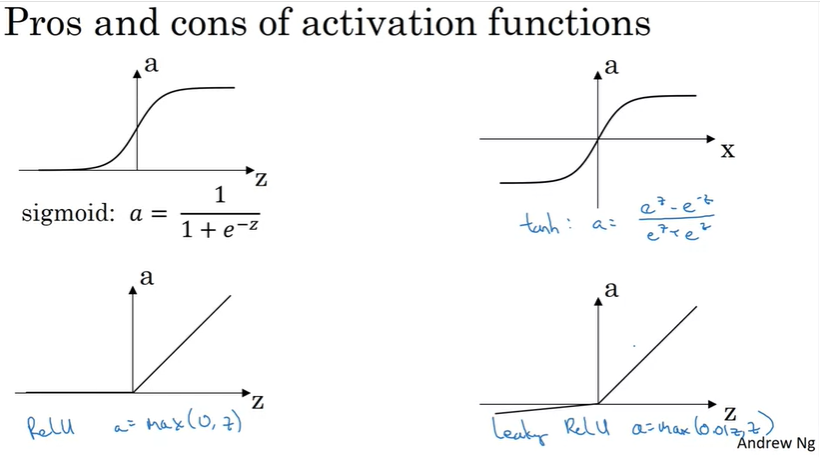 Pros and cons of activation functions
a
z
sigmoid: a = 1 / (1 + e^{-z})
a
x
tanh: a = (e^z - e^{-z}) / (e^z + e^z)
a
z
ReLU a = max(0, z)
a
z
Leaky ReLU a = max(0.01z, z)
Andrew Ng